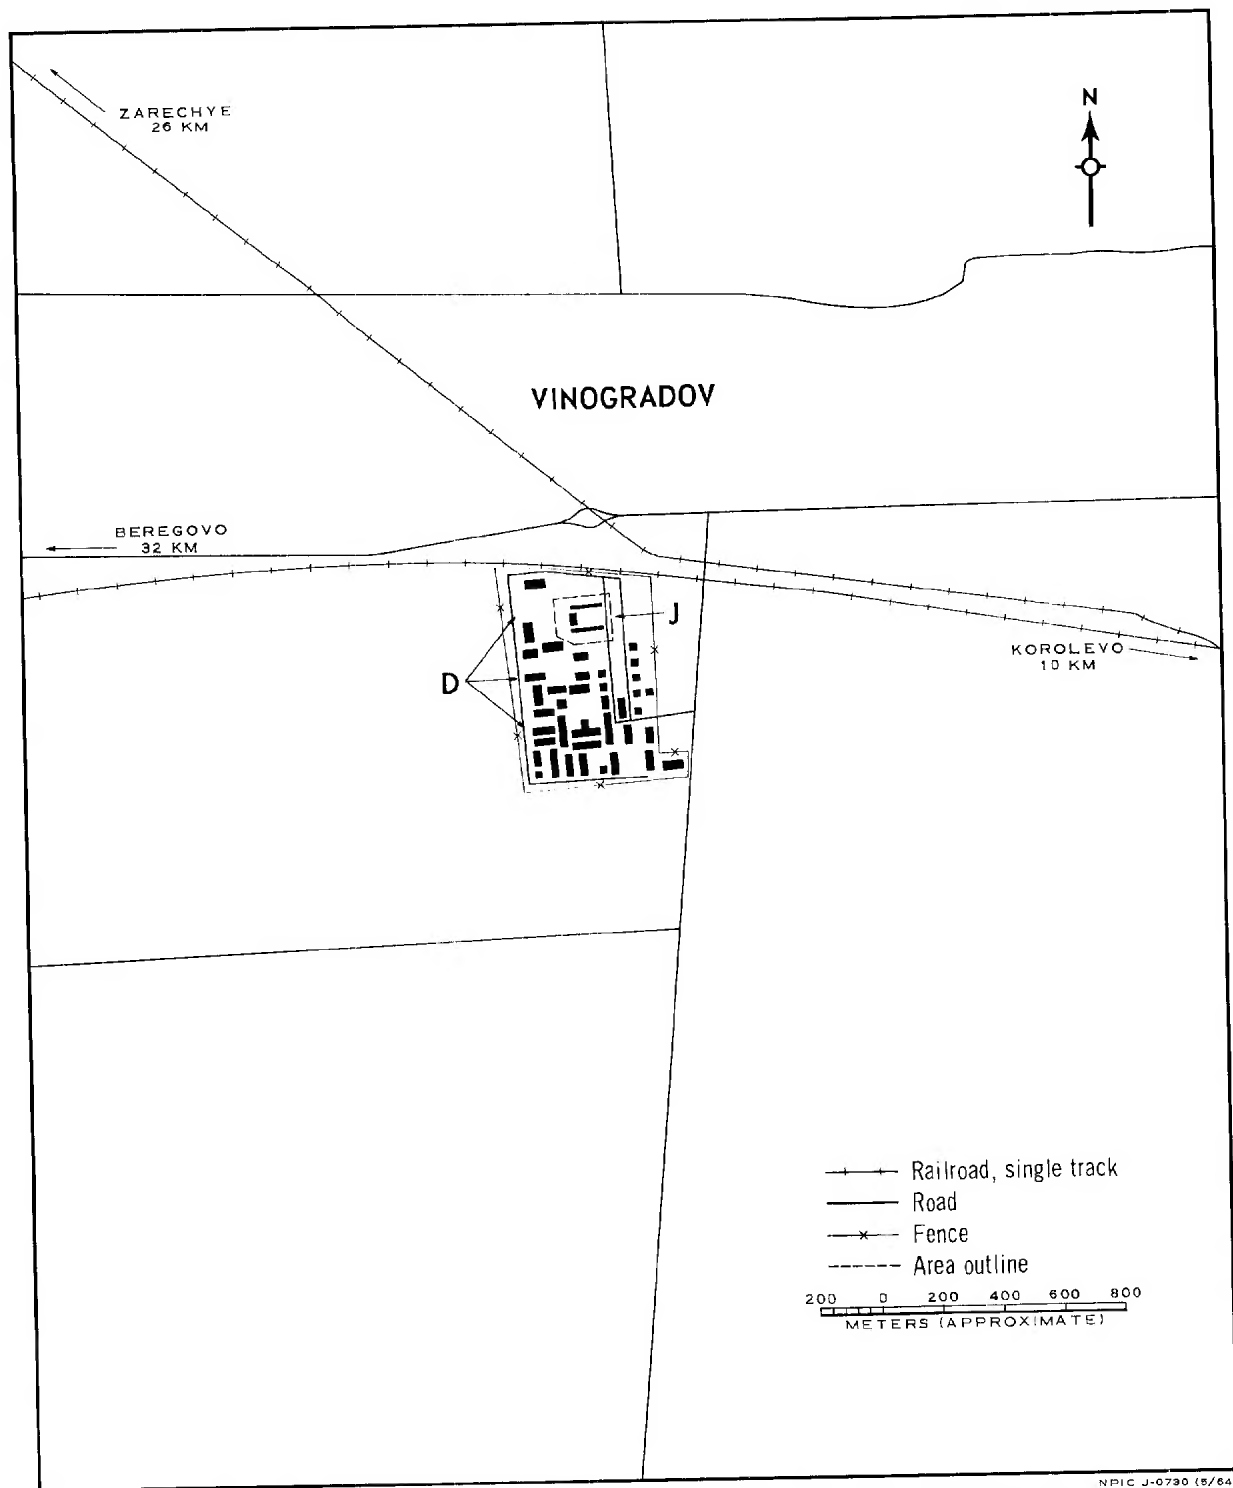 ZARECHYE
26 KM
N
VINOGRADOV
BEREGOVO
32 KM
J
KOROLEVO
10 KM
D
Railroad, single track
Road
Fence
Area outline
200 0 200 400 600 800
METERS (APPROXIMATE)
NPIC J-0730 (5/64